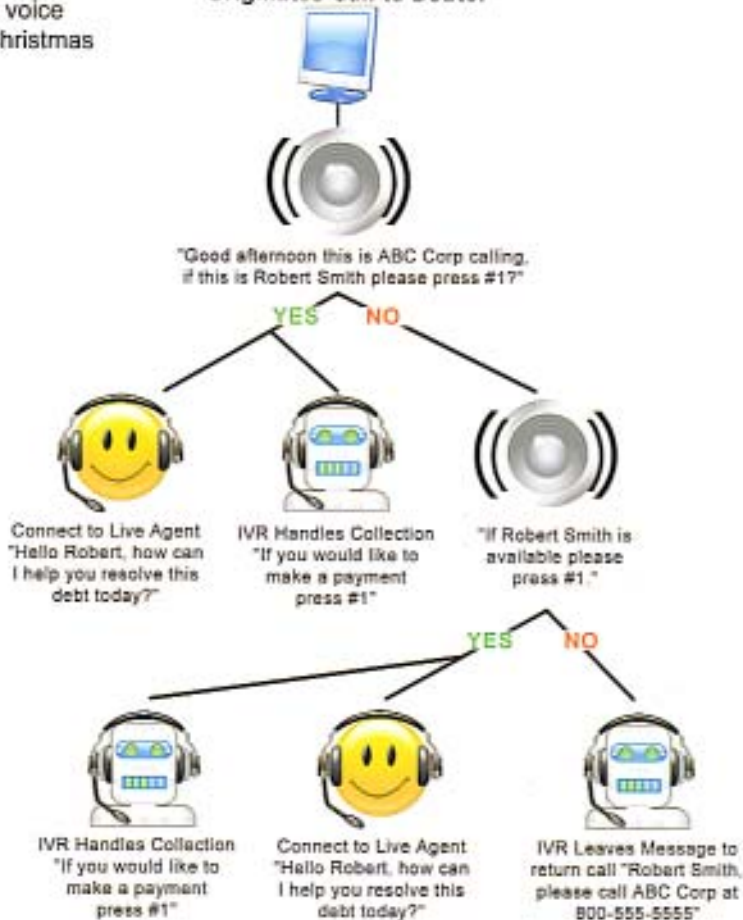 voice
Call to
"Good afternoon this is ABC Corp calling,
if this is Robert Smith please press #1?"
YES
NO
Connect to Live Agent
"Hello Robert, how can
I help you resolve this
debt today?"
IVR Handles Collection
"If you would like to
make a payment
press #1"
"If Robert Smith is
available please
press #1."
YES
NO
IVR Handles Collection
"If you would like to
make a payment
press #1"
Connect to Live Agent
"Hello Robert, how can
I help you resolve this
debt today?"
IVR Leaves Message to
return call "Robert Smith,
please call ABC Corp at
800-555-5555"